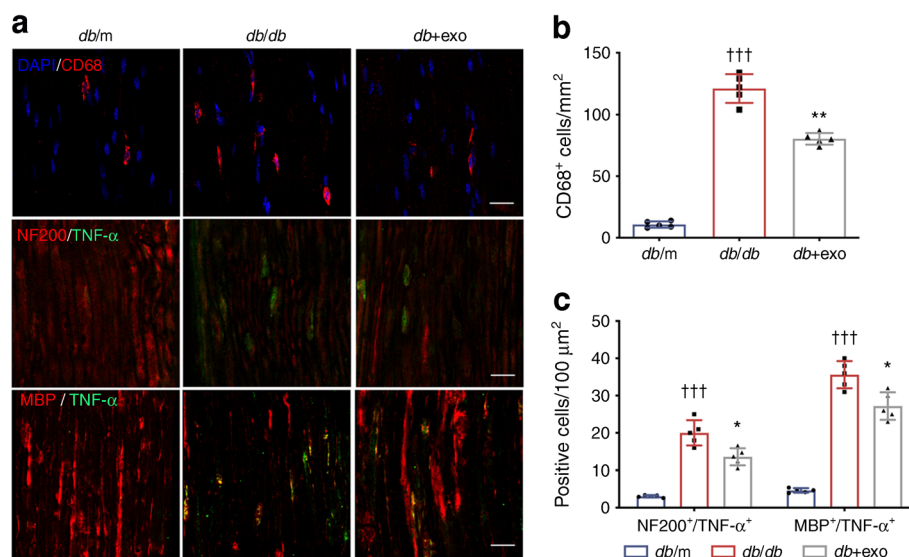 a
db/m
db/db
db+exo
DAPI/CD68
NF200/TNF-α
MBP / TNF-α
b
CD68⁺ cells/mm²
150
100
50
0
†††
**
db/m
db/db
db+exo
c
Positive cells/100 μm²
50
40
30
20
10
0
†††
*
†††
*
NF200⁺/TNF-α⁺
MBP⁺/TNF-α⁺
db/m
db/db
db+exo